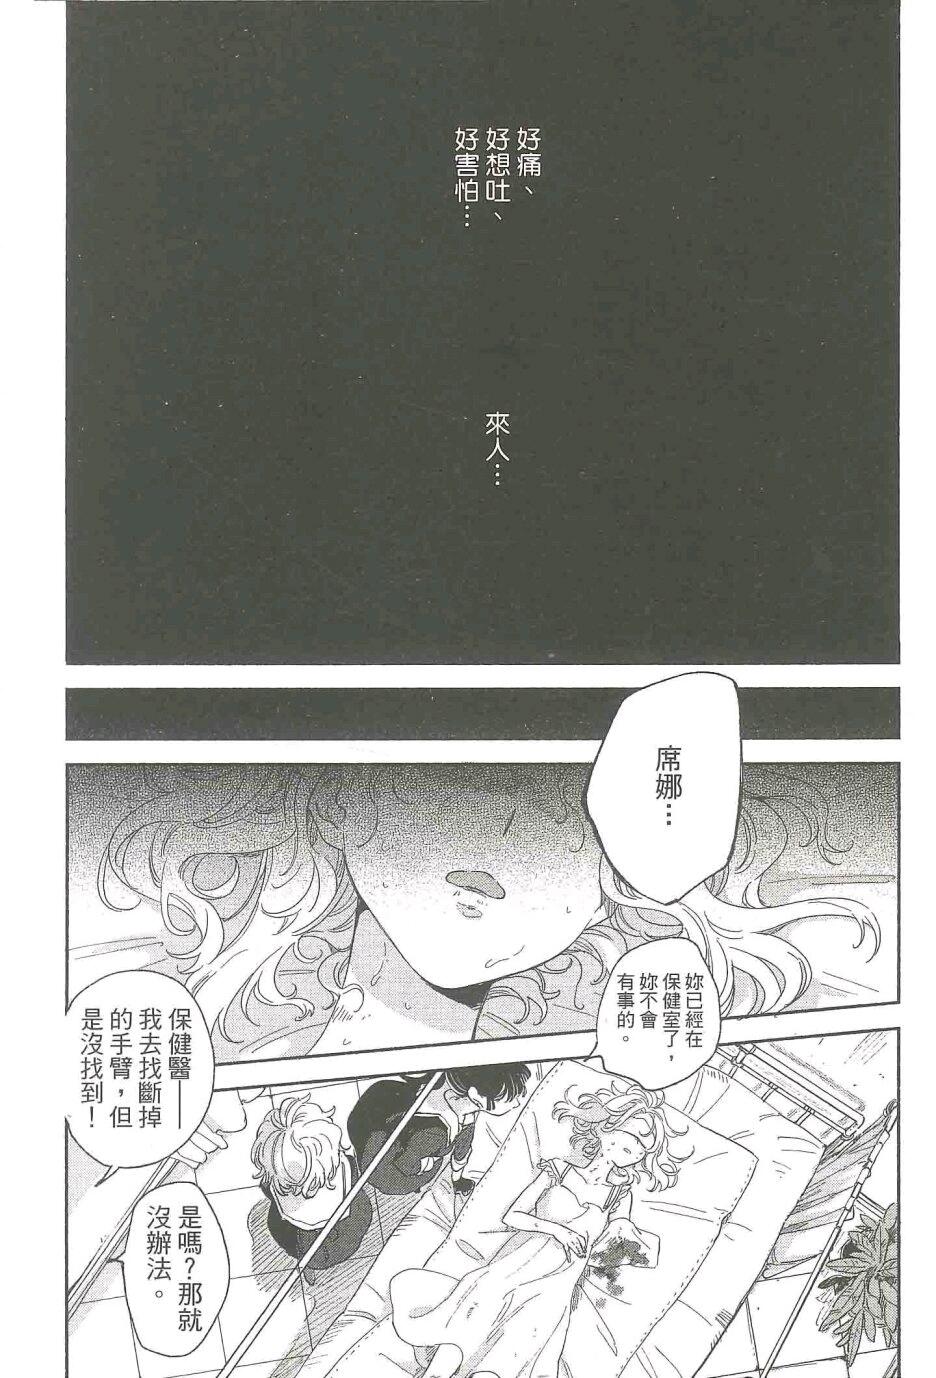 好痛、
好想吐、
好害怕…
來人…
席娜…
妳已經在
保健室了，
妳不會
有事的。
保健醫——
我去找斷掉
的手臂，但
是沒找到！
是嗎？那就
沒辦法。